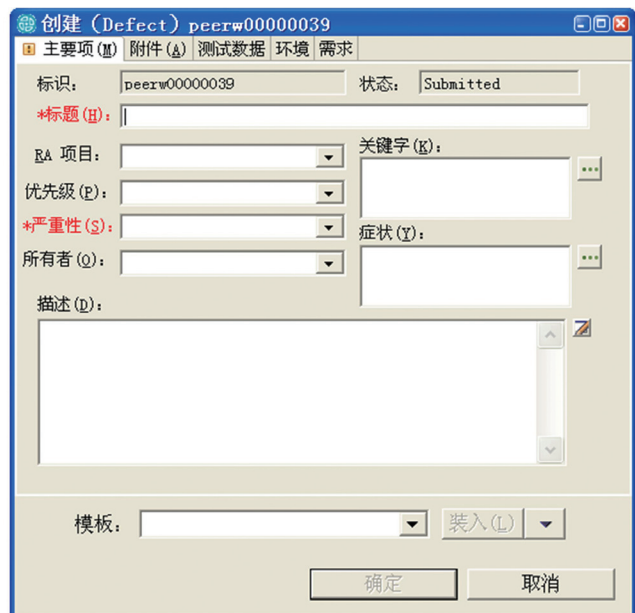 创建 (Defect) peerw00000039
主要项(M) 附件(A) 测试数据 环境 需求
标识: peerw00000039 状态: Submitted
*标题(H):
RA 项目: 关键字(K):
优先级(P):
*严重性(S): 症状(Y):
所有者(O):
描述(D):
模板: 装入(L)
确定 取消